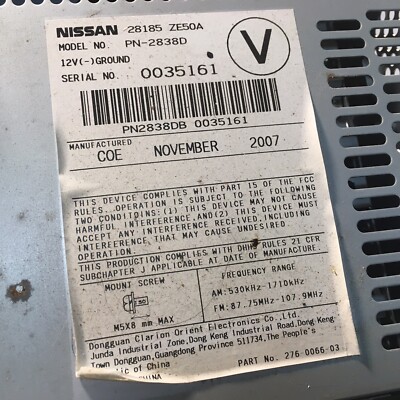 NISSAN 28185 ZE50A
MODEL NO. PN-2838D
12V(-)GROUND
SERIAL NO. 0035161
V
PN2838DB 0035161
MANUFACTURED
COE NOVEMBER 2007
THIS DEVICE COMPLIES WITH PART 15 OF THE FCC
RULES. OPERATION IS SUBJECT TO THE FOLLOWING
TWO CONDITIONS:(1) THIS DEVICE MAY NOT CAUSE
HARMFUL INTERFERENCE,AND(2) THIS DEVICE MUST
ACCEPT ANY INTERFERENCE RECEIVED,INCLUDING
INTEREFERENCE THAT MAY CAUSE UNDESIRED
OPERATION.
THIS PRODUCTION COMPLIES WITH DHHS RULES 21 CFR
SUBCHAPTER J APPLICABLE AT DATE OF MANUFACTURE.
MOUNT SCREW
M5X8 mm MAX
FREQUENCY RANGE
AM:530kHz-1710kHz
FM:87.75MHz-107.9MHz
Dongguan Clarion Orient Electronics Co.,Ltd.
Junda Industrial Zone,Dong Keng Industrial Road,Dong-Keng-
Town Dongguan,Guangdong Province 511734,The People's
Republic of China
CHINA
PART NO: 276-0066-03